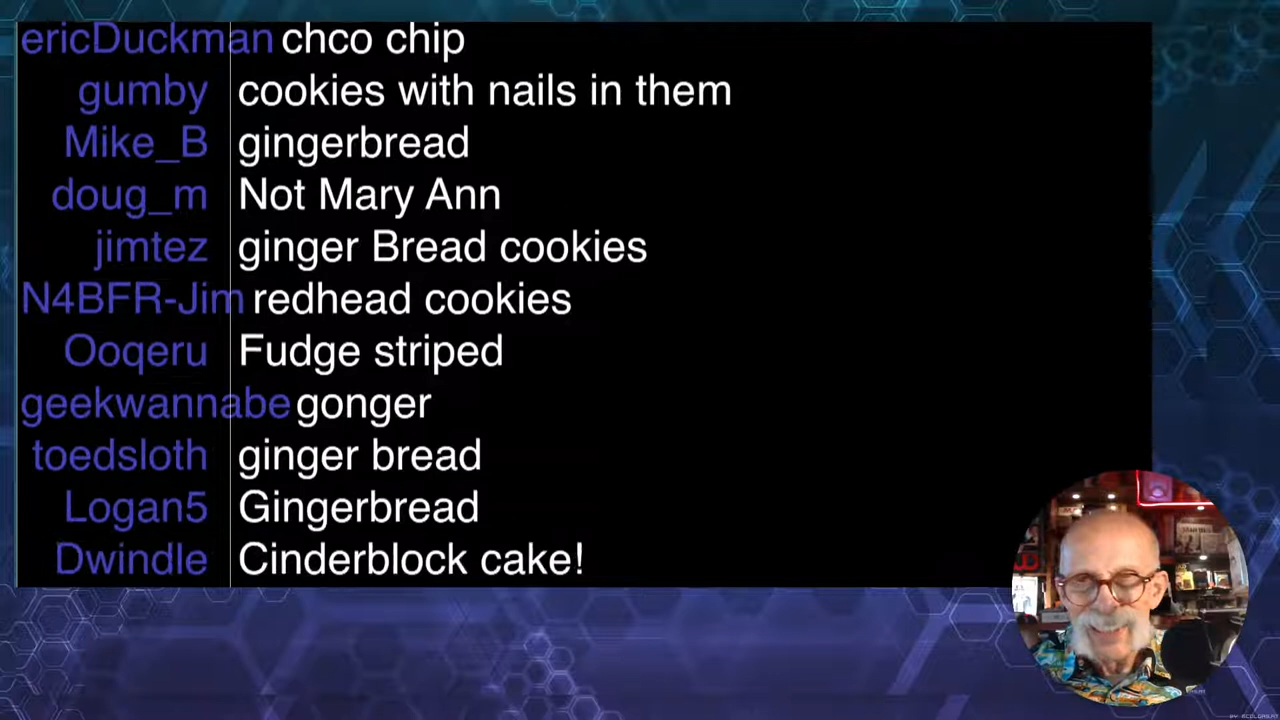 ericDuckman chco chip
gumby cookies with nails in them
Mike_B gingerbread
doug_m Not Mary Ann
jimtez ginger Bread cookies
N4BFR-Jim redhead cookies
Ooqeru Fudge striped
geekwannabe gonger
toedsloth ginger bread
Logan5 Gingerbread
Dwindle Cinderblock cake!